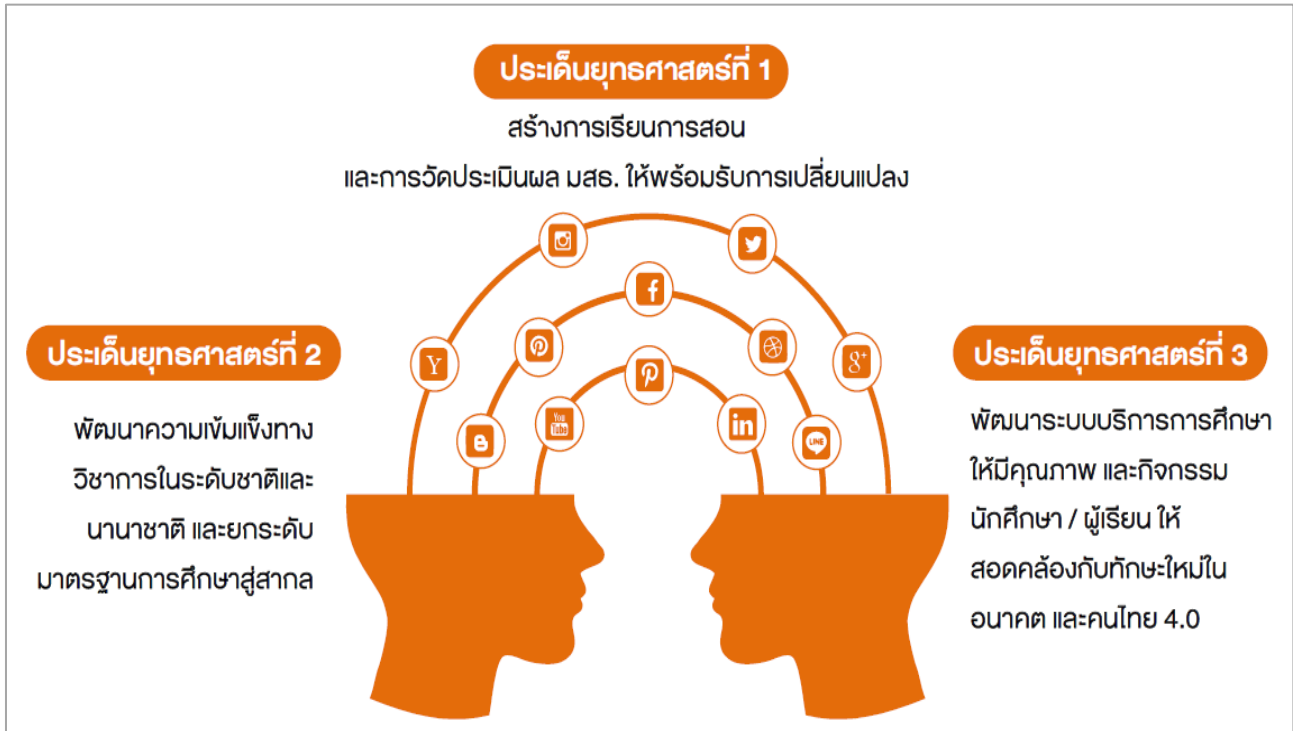 ประเด็นยุทธศาสตร์ที่ 1
สร้างการเรียนการสอน
และการวัดประเมินผล มสธ. ให้พร้อมรับการเปลี่ยนแปลง
ประเด็นยุทธศาสตร์ที่ 2
พัฒนาความเข้มแข็งทาง
วิชาการในระดับชาติและ
นานาชาติ และยกระดับ
มาตรฐานการศึกษาสู่สากล
Y
You
Tube
in
LINE
g+
ประเด็นยุทธศาสตร์ที่ 3
พัฒนาระบบบริการการศึกษา
ให้มีคุณภาพ และกิจกรรม
นักศึกษา / ผู้เรียน ให้
สอดคล้องกับทักษะใหม่ใน
อนาคต และคนไทย 4.0